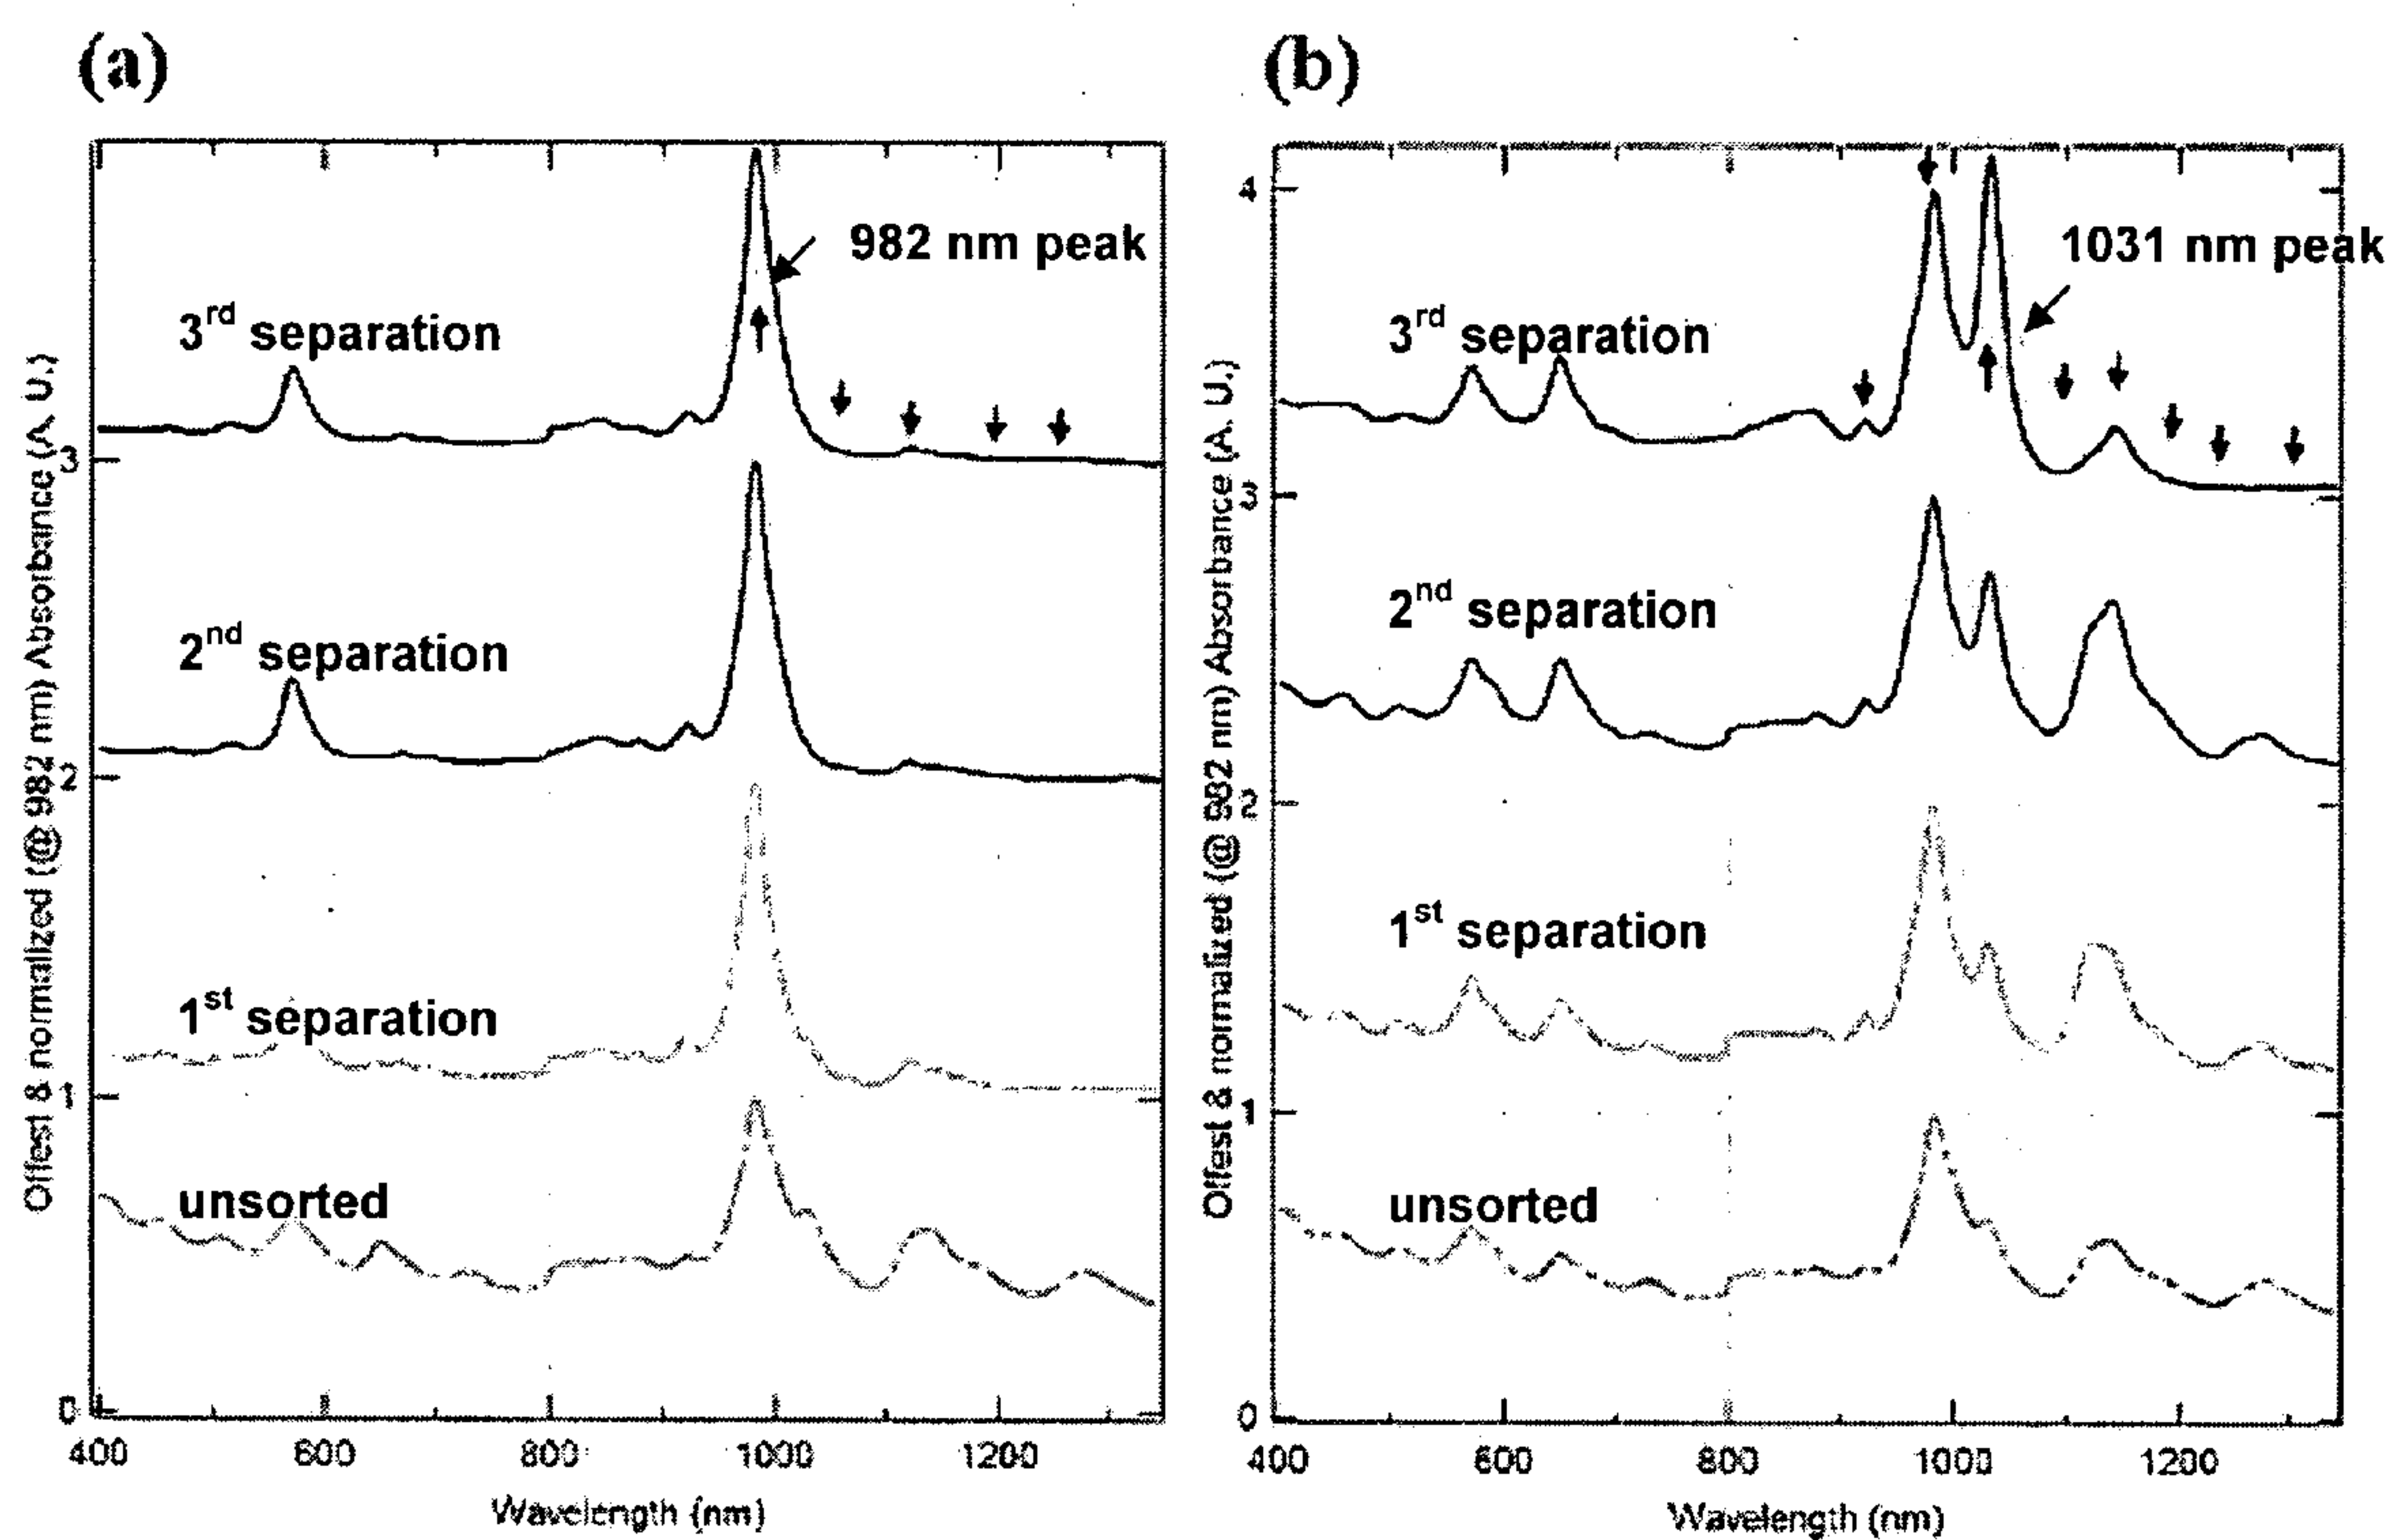 (a)
Offest & normalized (@ 982 nm) Absorbance (A. U.)
982 nm peak
3rd separation
2nd separation
1st separation
unsorted
3
2
1
0
400 600 800 1000 1200
Wavelength (nm)
(b)
Offest & normalized (@ 982 nm) Absorbance (A. U.)
1031 nm peak
3rd separation
2nd separation
1st separation
unsorted
4
3
2
1
0
400 600 800 1000 1200
Wavelength (nm)